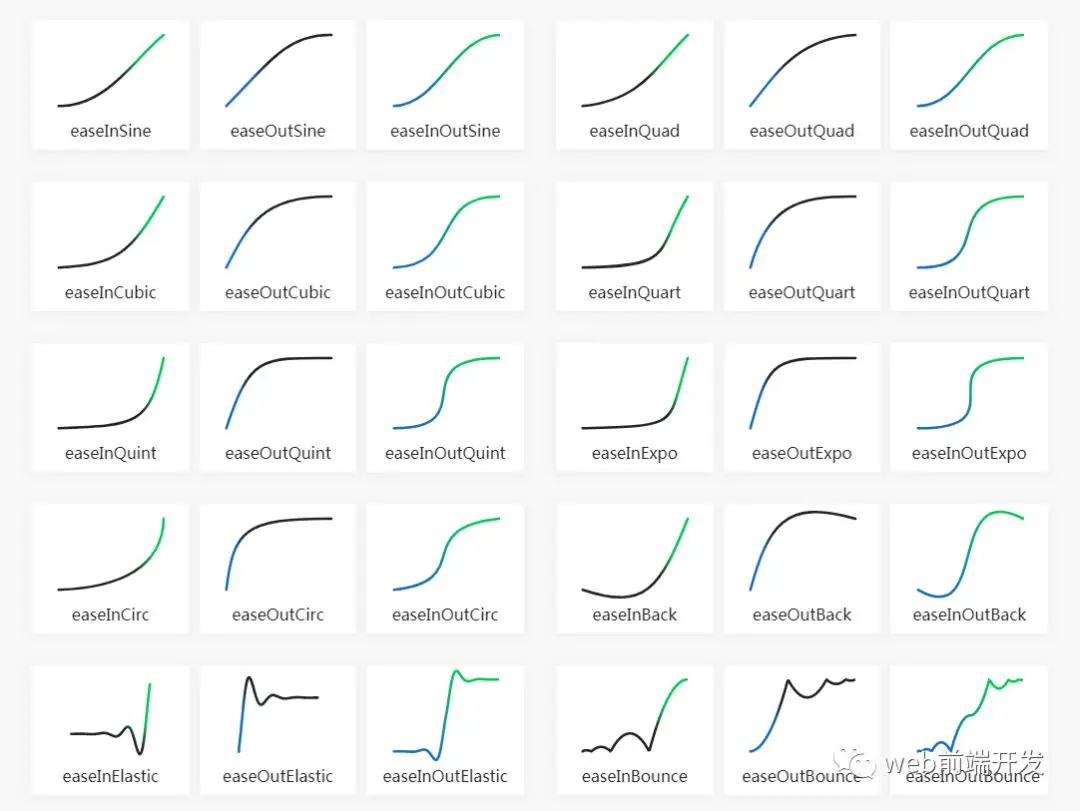 easeInSine easeOutSine easeInOutSine easeInQuad easeOutQuad easeInOutQuad
easeInCubic easeOutCubic easeInOutCubic easeInQuart easeOutQuart easeInOutQuart
easeInQuint easeOutQuint easeInOutQuint easeInExpo easeOutExpo easeInOutExpo
easeInCirc easeOutCirc easeInOutCirc easeInBack easeOutBack easeInOutBack
easeInElastic easeOutElastic easeInOutElastic easeInBounce easeOutBounce easeInOutBounce
web前端开发